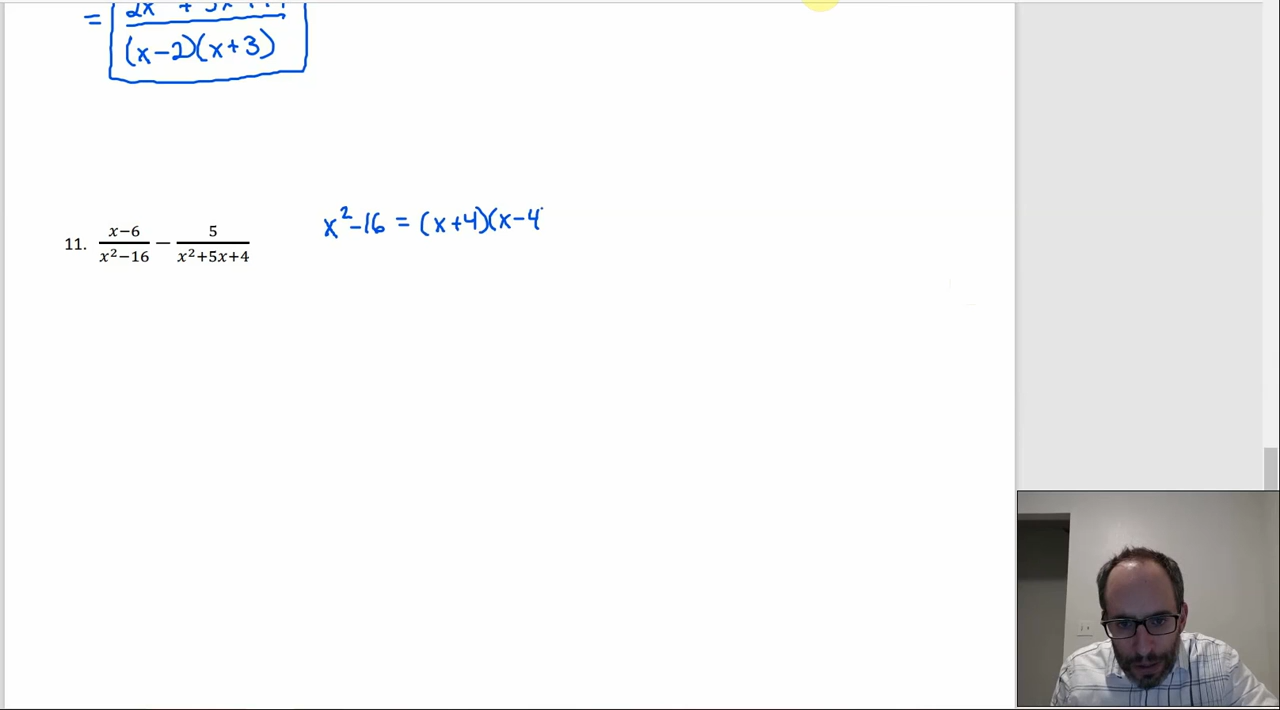 =
(x−2)(x+3)
x²−16 = (x+4)(x−4
11. x−6/x²−16 − 5/x²+5x+4